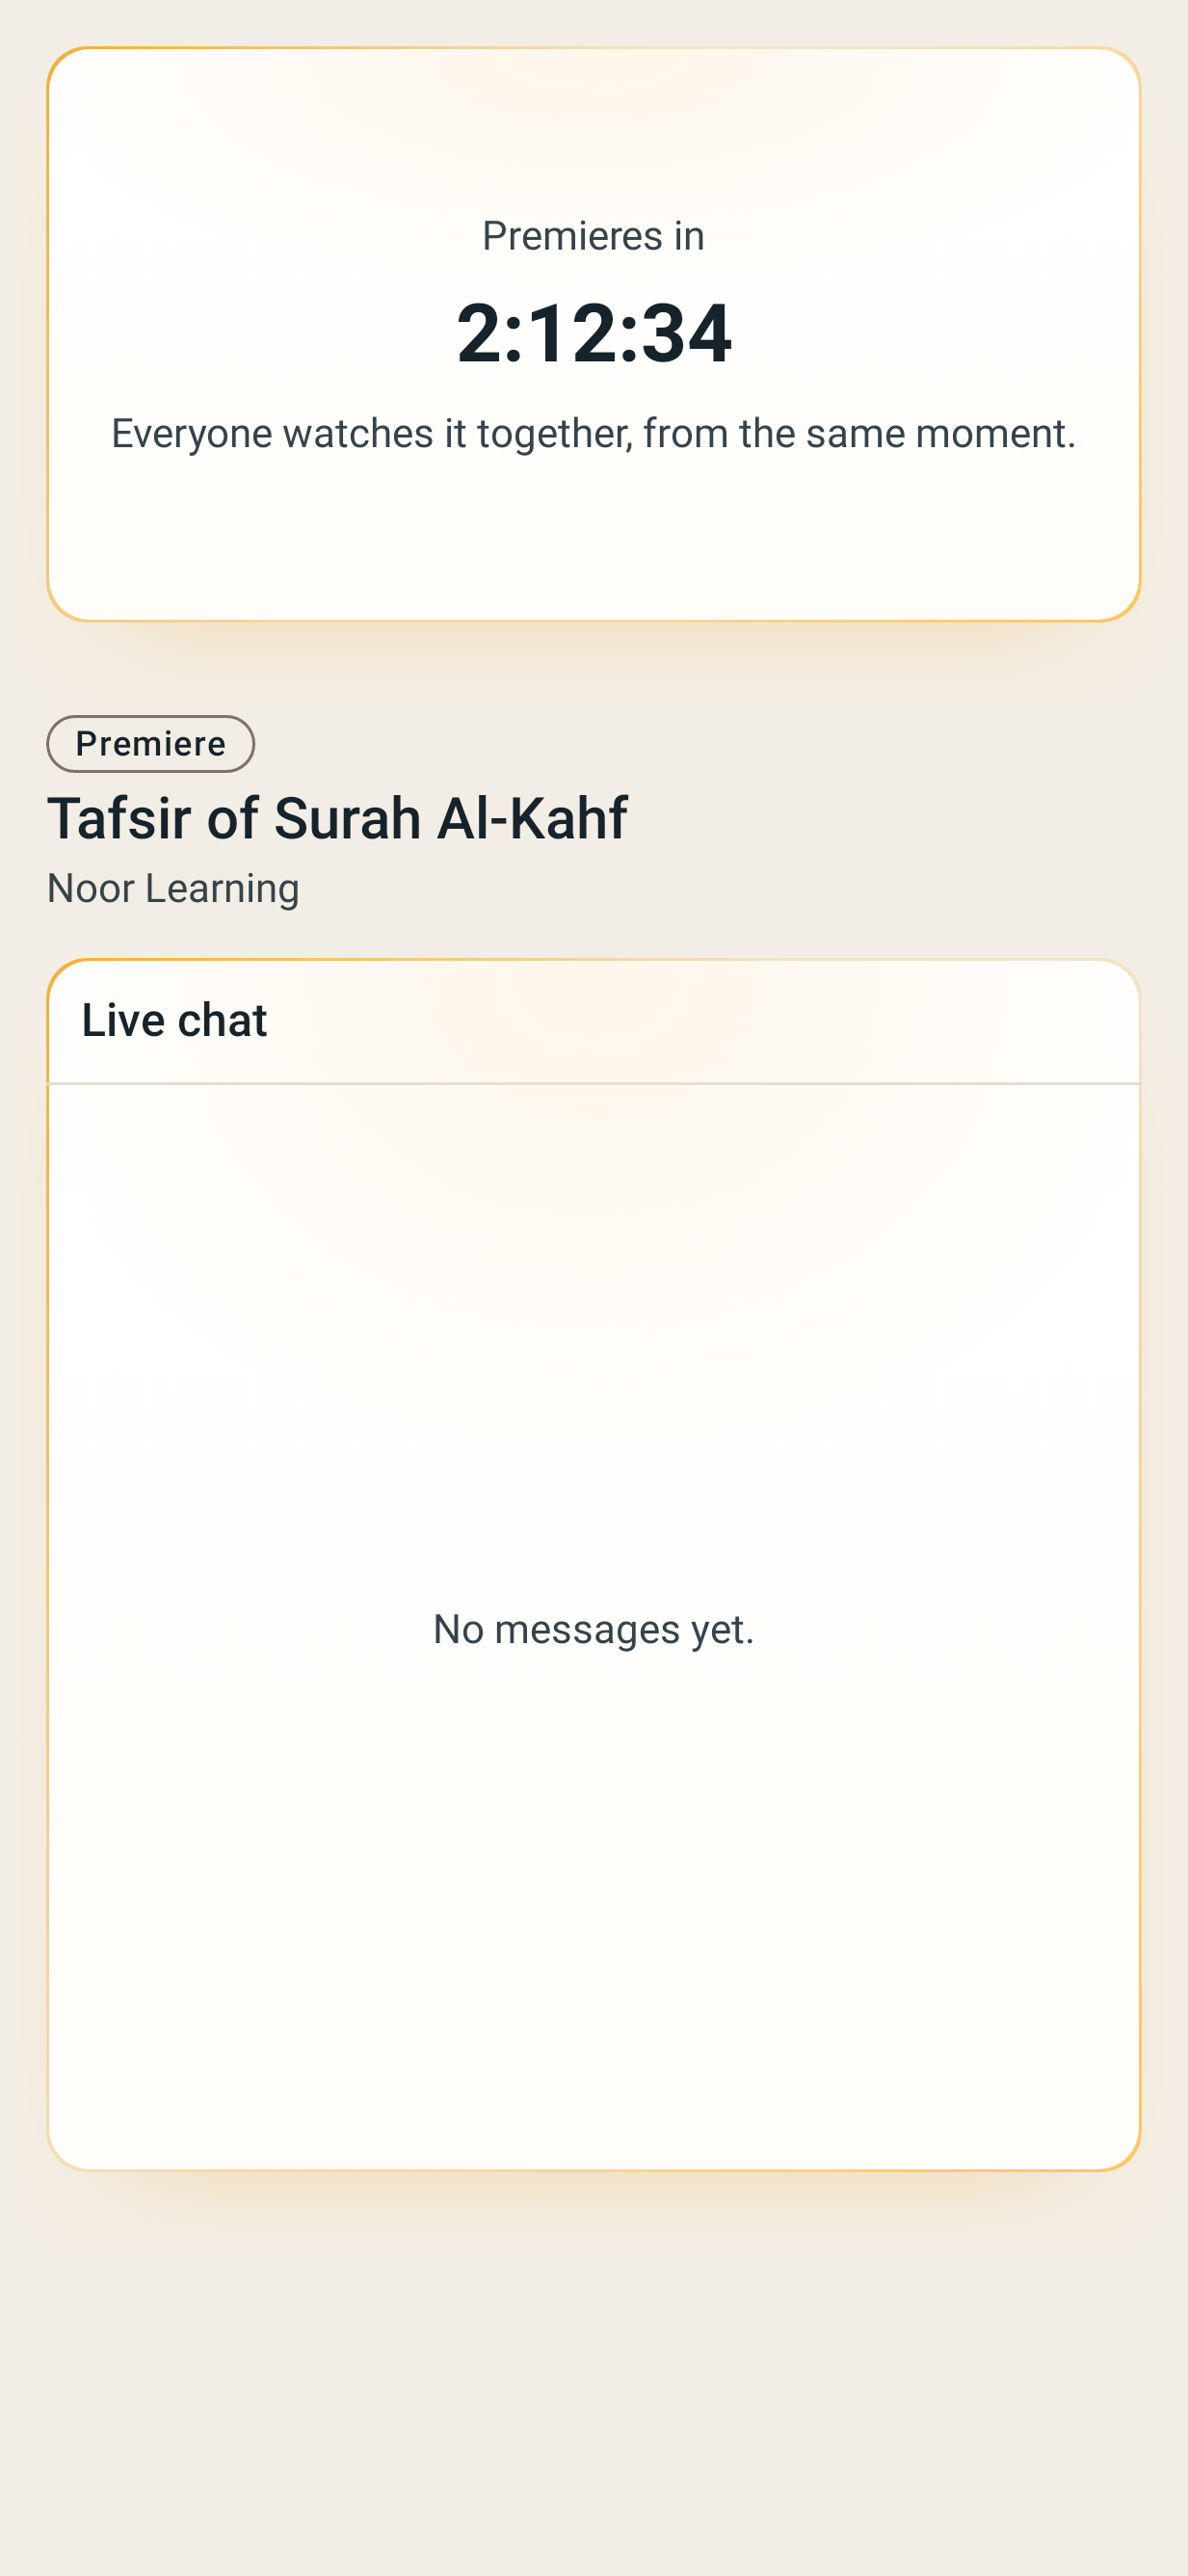 Premieres in
2:12:34
Everyone watches it together, from the same moment.
Premiere
Tafsir of Surah Al-Kahf
Noor Learning
Live chat
No messages yet.